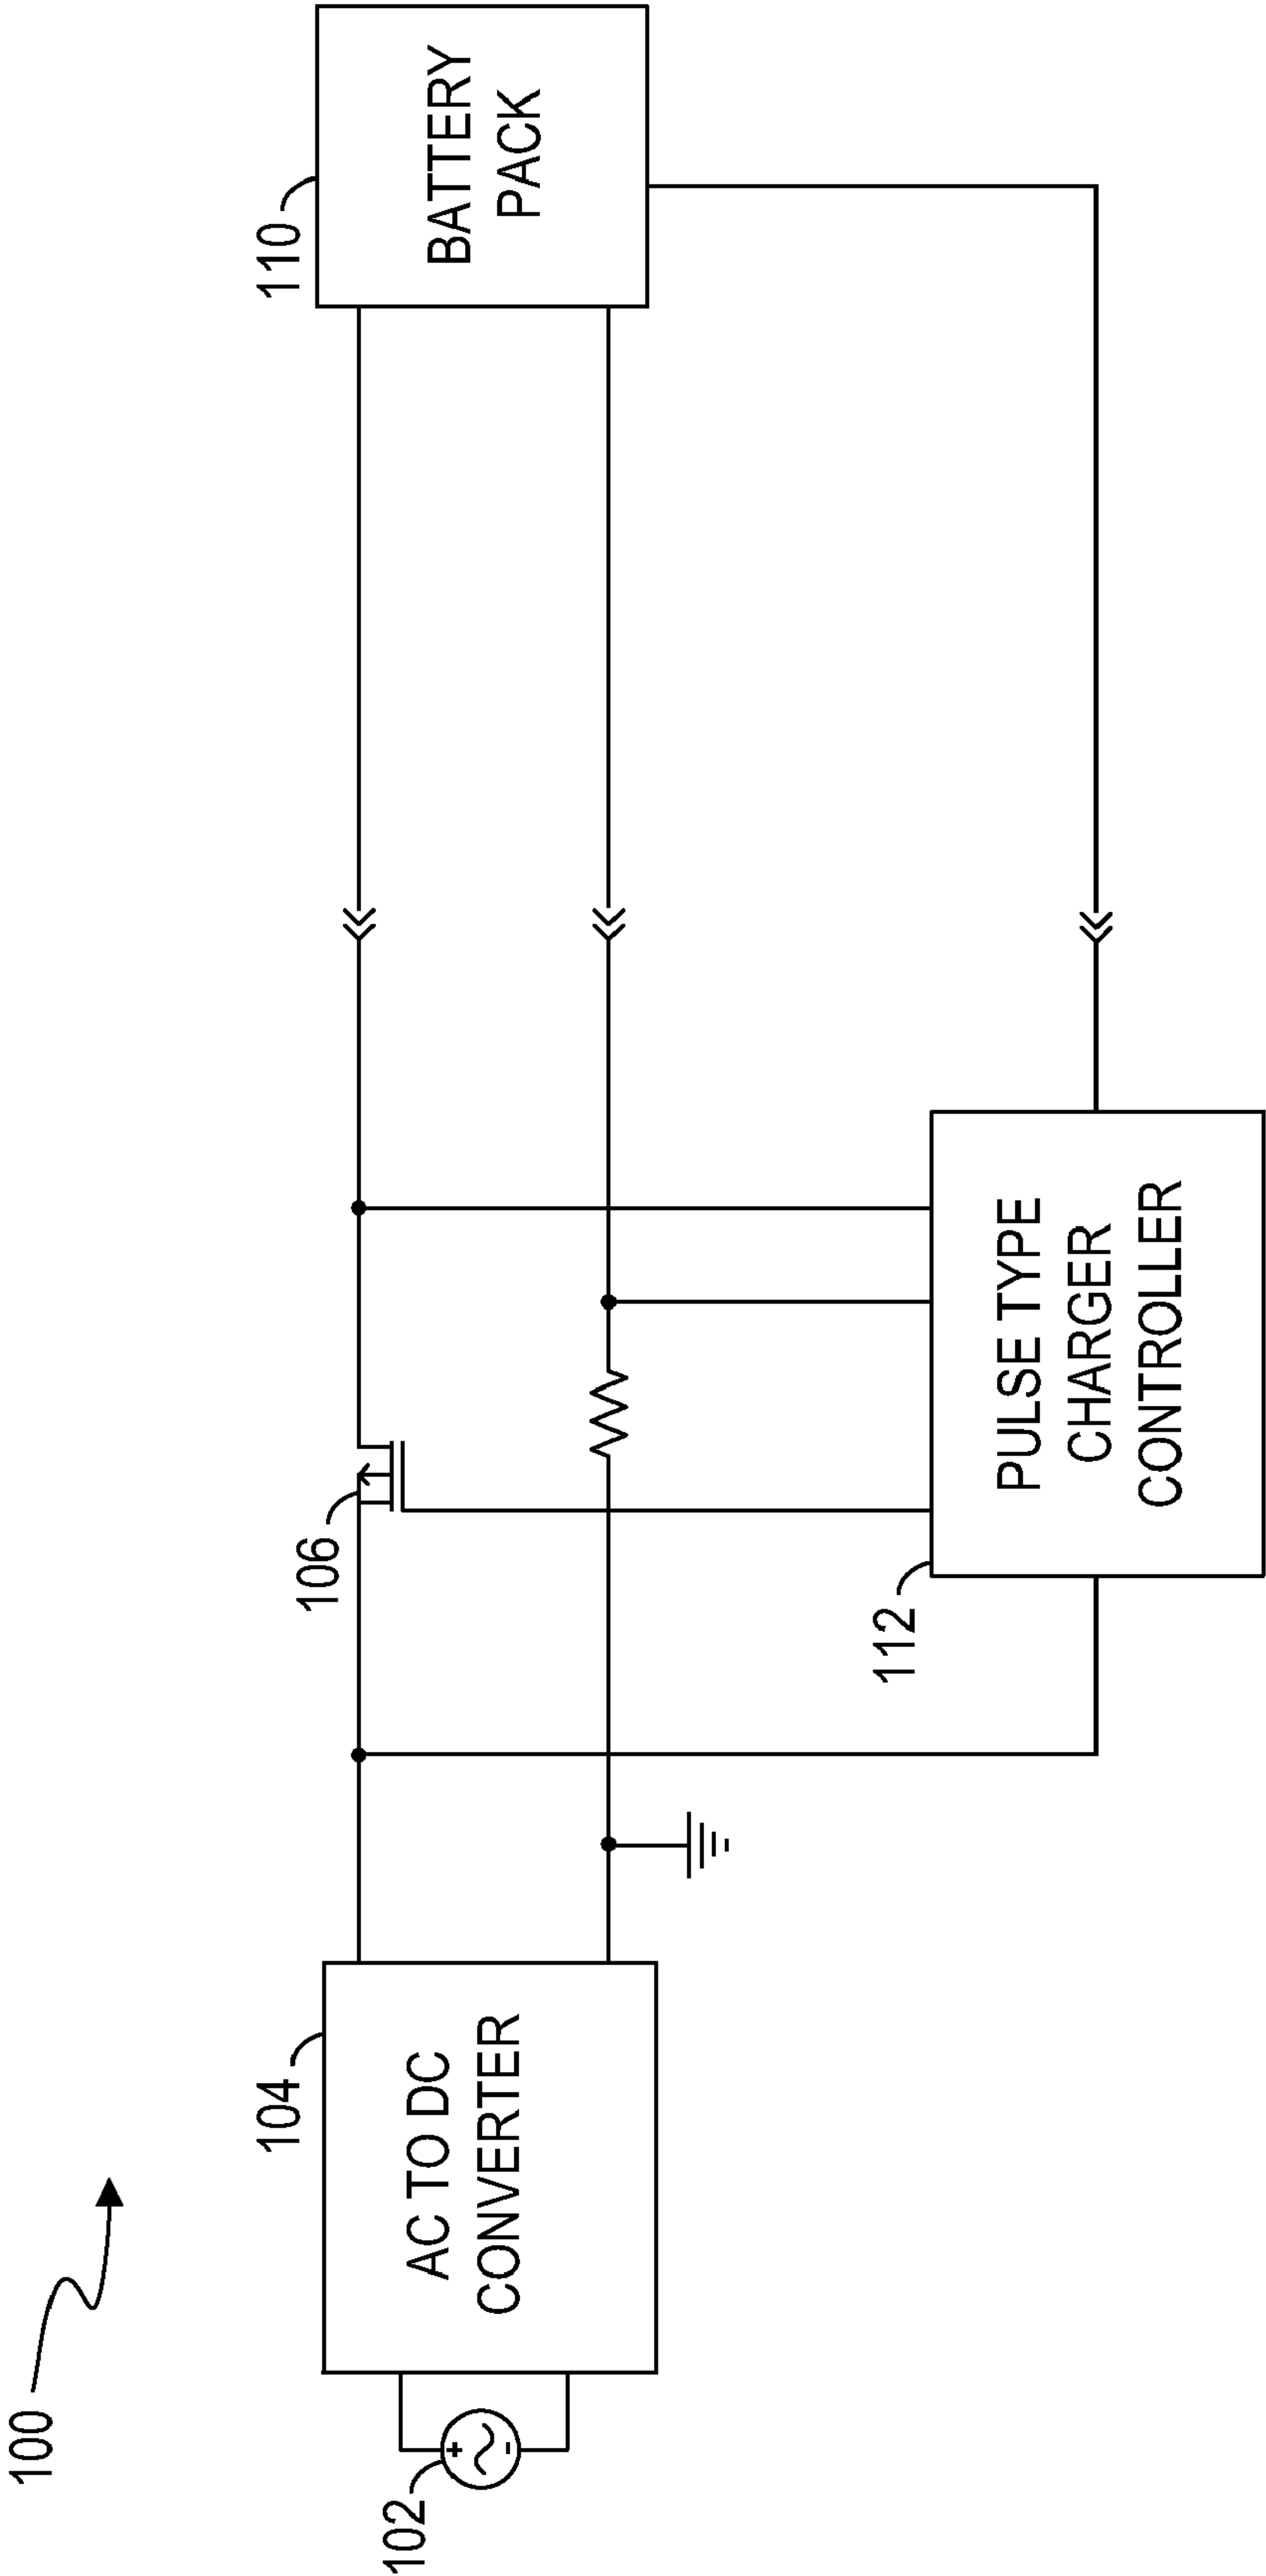 100
102
+
-
104
AC TO DC
CONVERTER
106
112
PULSE TYPE
CHARGER
CONTROLLER
110
BATTERY
PACK